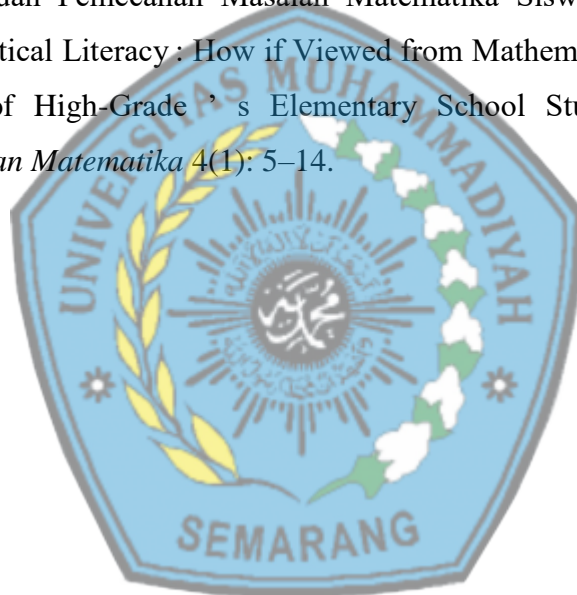 dan Pemecahan Masalah Matematika Sisw
tical Literacy : How if Viewed from Mathem
of High-Grade ’ s Elementary School Stu
an Matematika 4(1): 5–14.
UNIVERSITAS MUHAMMADIYAH
محمدية
SEMARANG